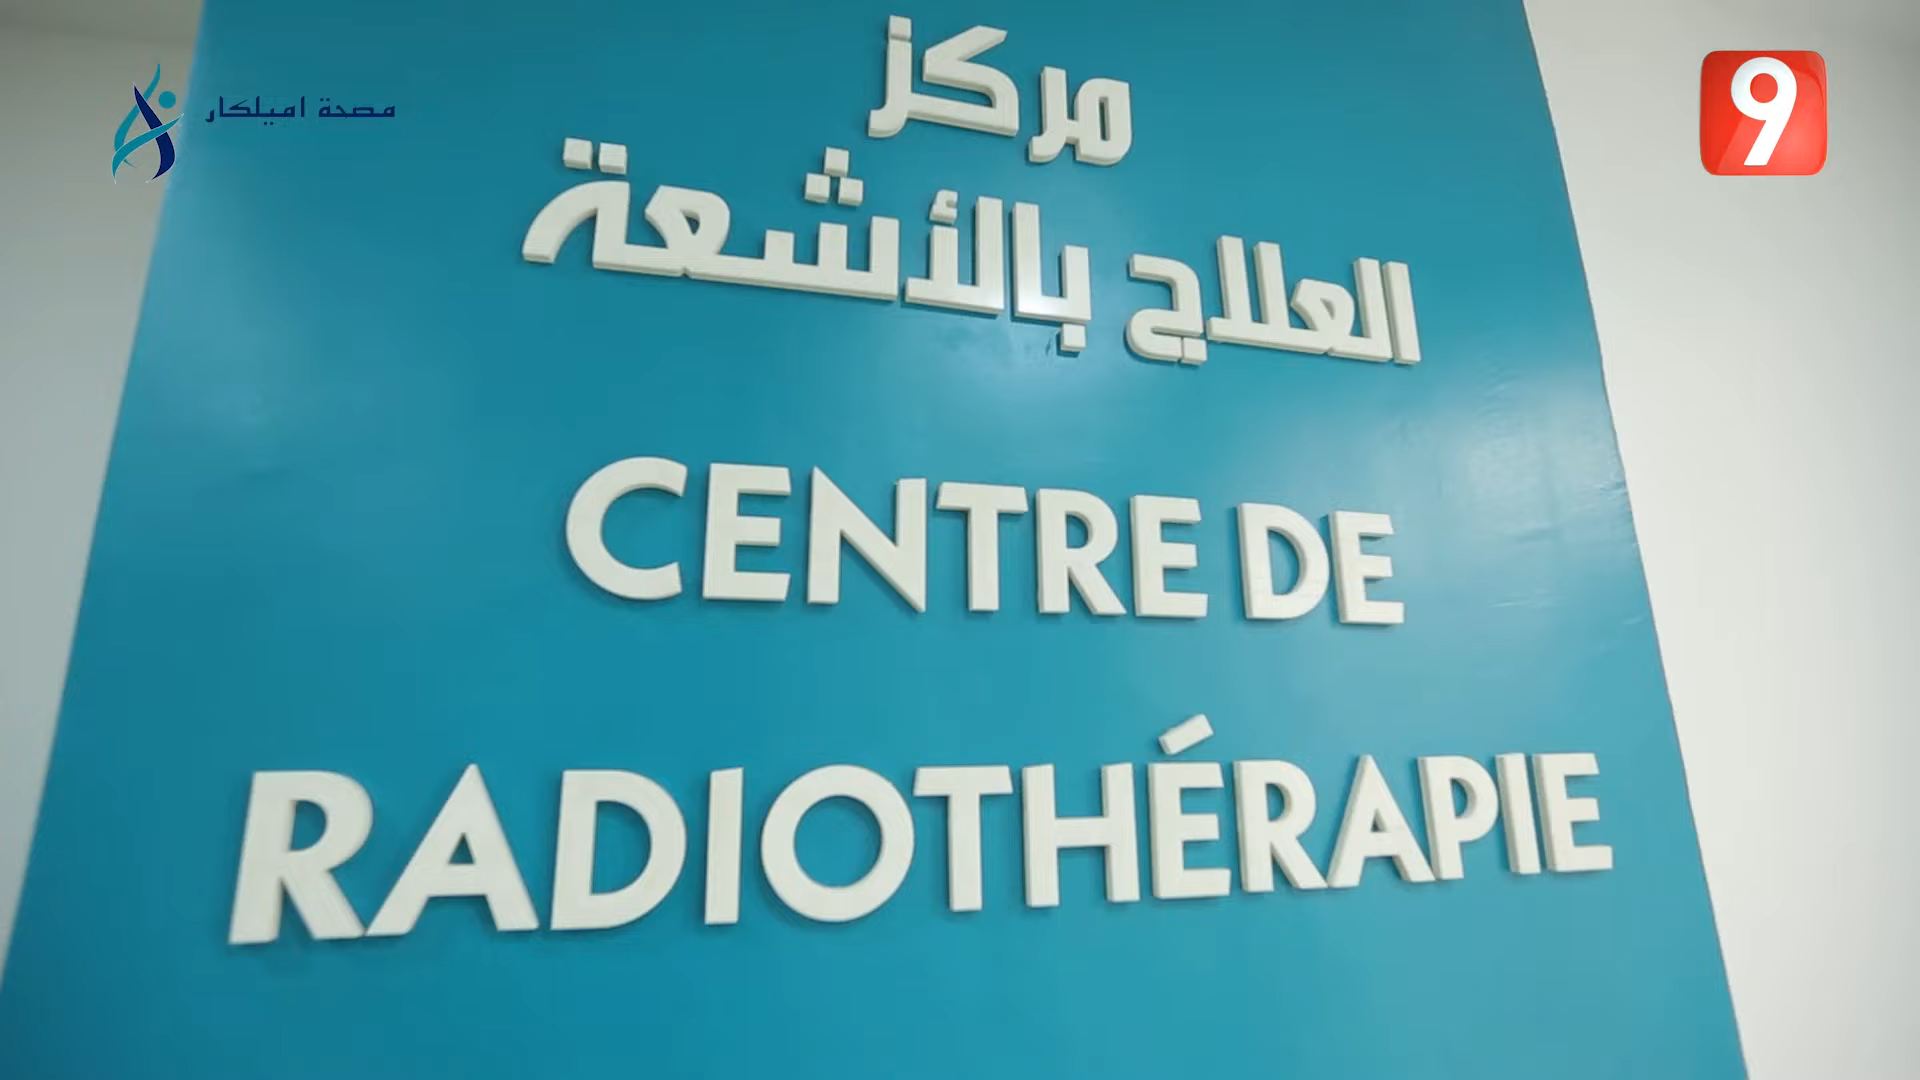 مصحة اميلكار
9
مركز
العلاج بالأشعة
CENTRE DE
RADIOTHÉRAPIE